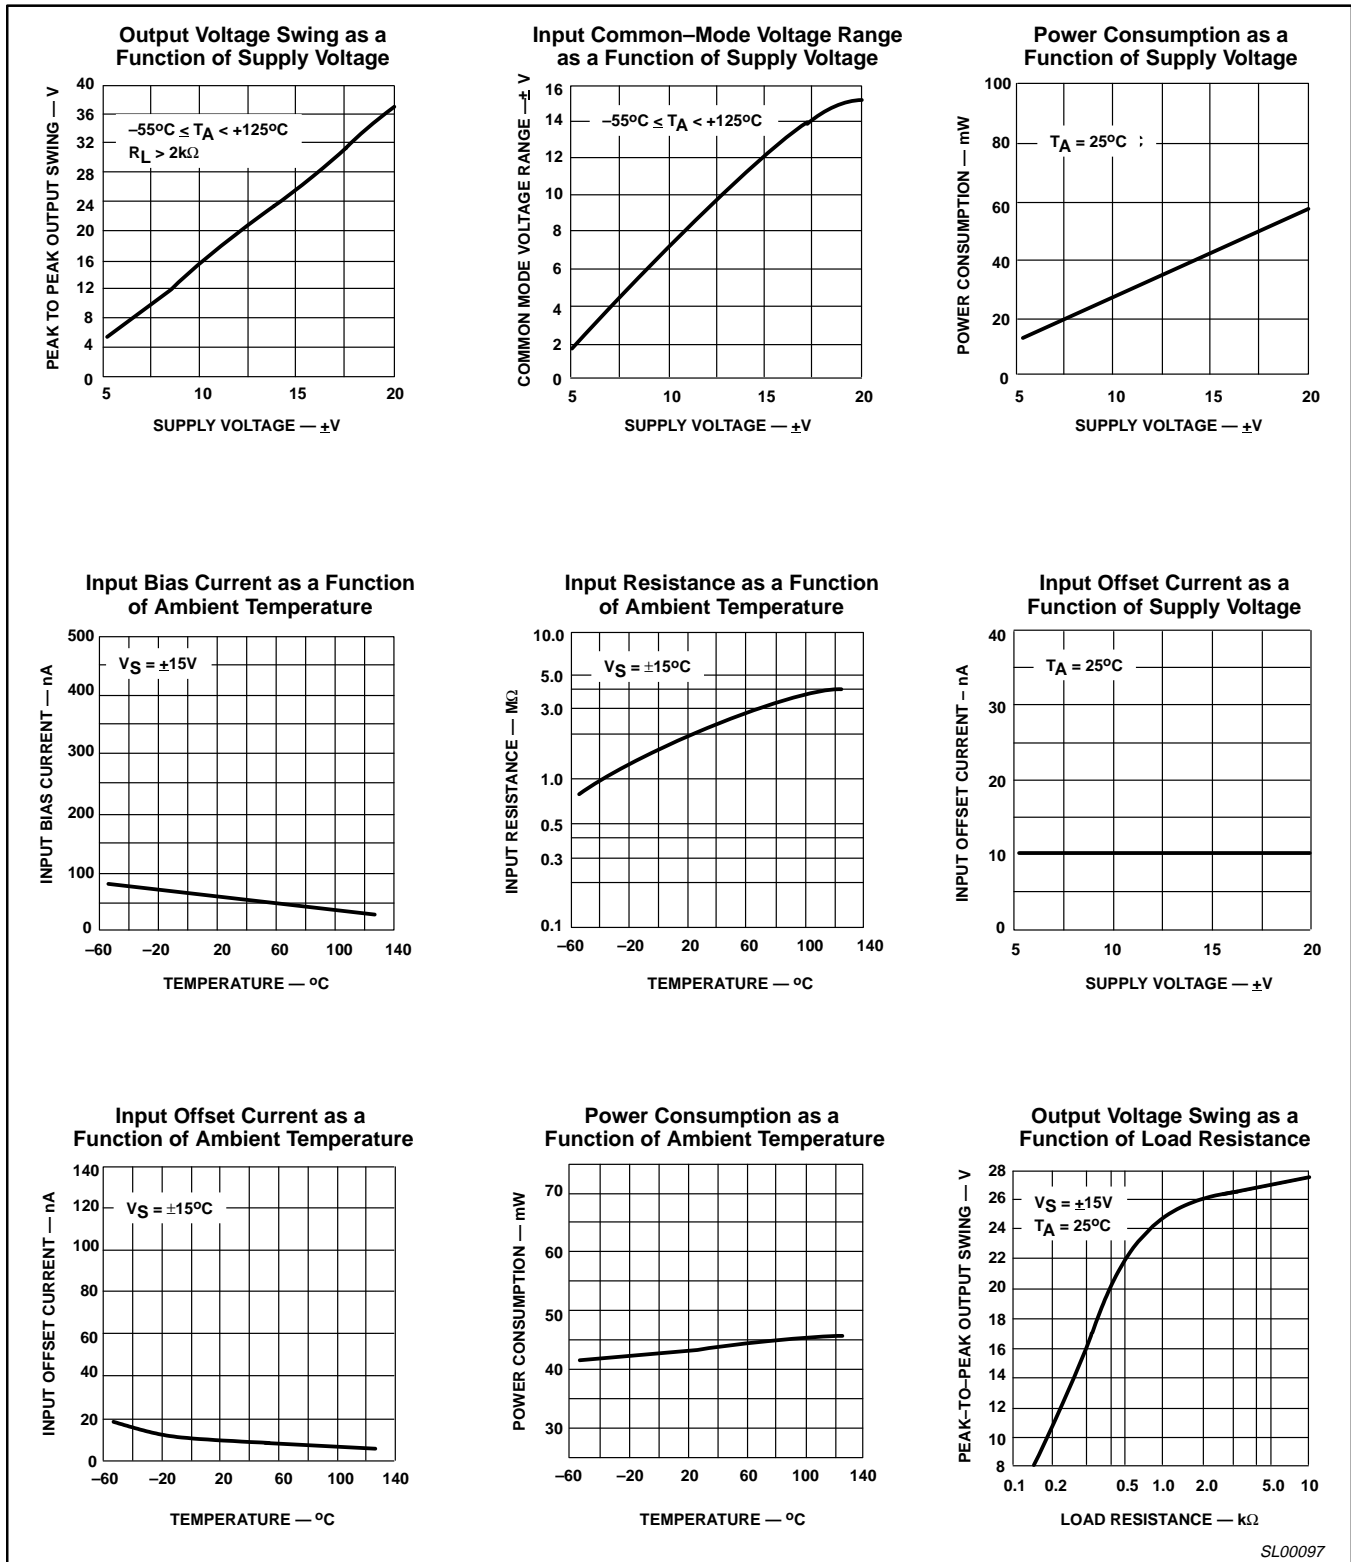 Output Voltage Swing as a
Function of Supply Voltage
PEAK TO PEAK OUTPUT SWING — V
40
36
32
28
24
20
16
12
8
4
0
–55°C ≤ TA < +125°C
RL > 2kΩ
5
10
15
20
SUPPLY VOLTAGE — ±V
Input Common–Mode Voltage Range
as a Function of Supply Voltage
COMMON MODE VOLTAGE RANGE —± V
16
14
12
10
8
6
4
2
0
–55°C ≤ TA < +125°C
5
10
15
20
SUPPLY VOLTAGE — ±V
Power Consumption as a
Function of Supply Voltage
POWER CONSUMPTION — mW
100
80
60
40
20
0
TA = 25°C :
5
10
15
20
SUPPLY VOLTAGE — ±V
Input Bias Current as a Function
of Ambient Temperature
INPUT BIAS CURRENT — nA
500
400
300
200
100
0
VS = ±15V
–60
–20
20
60
100
140
TEMPERATURE — °C
Input Resistance as a Function
of Ambient Temperature
INPUT RESISTANCE — MΩ
10.0
5.0
3.0
1.0
0.5
0.3
0.1
VS = ±15°C
–60
–20
20
60
100
140
TEMPERATURE — °C
Input Offset Current as a
Function of Supply Voltage
INPUT OFFSET CURRENT – nA
40
30
20
10
0
TA = 25°C
5
10
15
20
SUPPLY VOLTAGE — ±V
Input Offset Current as a
Function of Ambient Temperature
INPUT OFFSET CURRENT — nA
140
120
100
80
60
40
20
0
VS = ±15°C
–60
–20
20
60
100
140
TEMPERATURE — °C
Power Consumption as a
Function of Ambient Temperature
POWER CONSUMPTION — mW
70
60
50
40
30
–60
–20
20
60
100
140
TEMPERATURE — °C
Output Voltage Swing as a
Function of Load Resistance
PEAK–TO–PEAK OUTPUT SWING — V
28
26
24
22
20
18
16
14
12
10
8
VS = ±15V
TA = 25°C
0.1
0.2
0.5
1.0
2.0
5.0
10
LOAD RESISTANCE — kΩ
SL00097